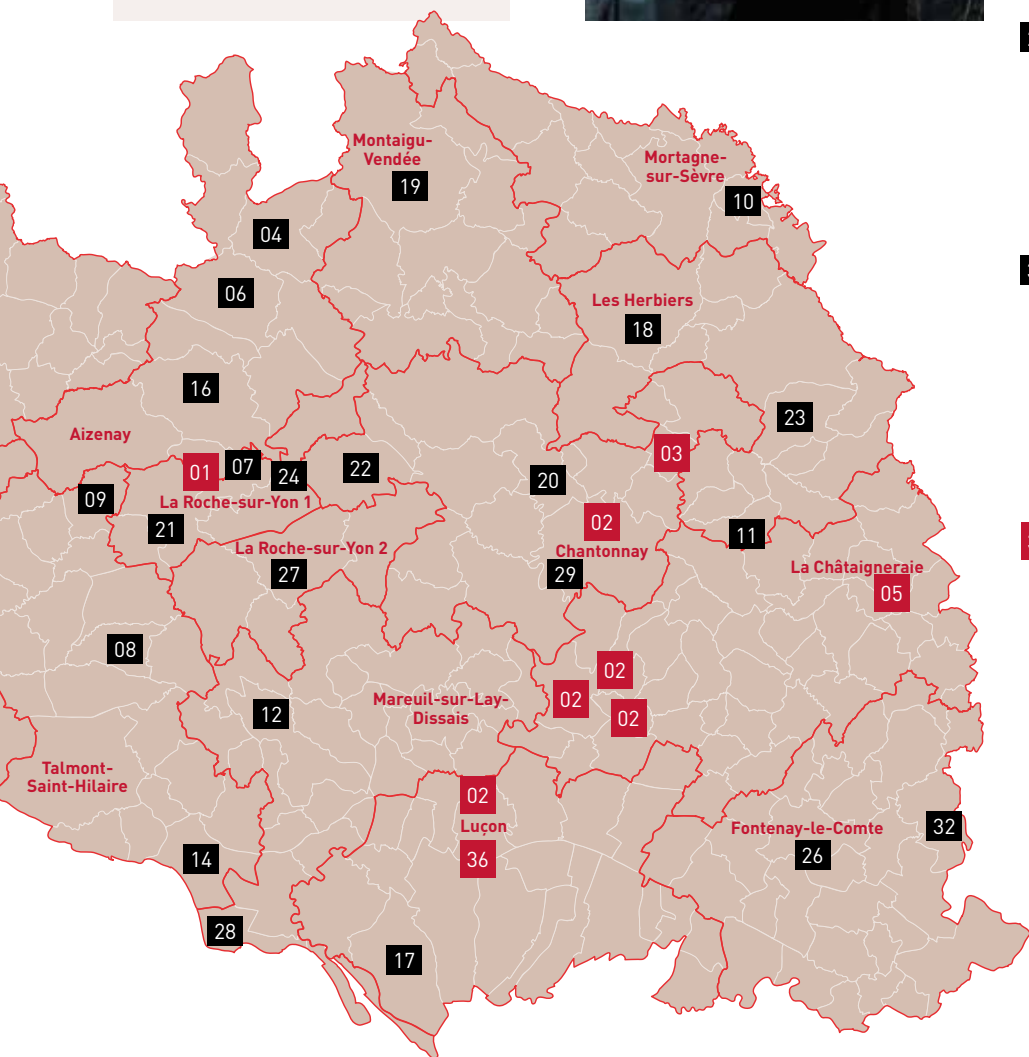 Montaigu-
Vendée
19
Mortagne-
sur-Sèvre
10
04
06
Les Herbiers
18
16
23
Aizenay
03
01
07
24
22
20
09
La Roche-sur-Yon 1
21
02
Chantonnay
11
La Roche-sur-Yon 2
27
29
La Châtaigneraie
05
08
02
02
02
12
Mareuil-sur-Lay-
Dissais
Talmont-
Saint-Hilaire
02
Luçon
36
Fontenay-le-Comte
26
32
14
28
17